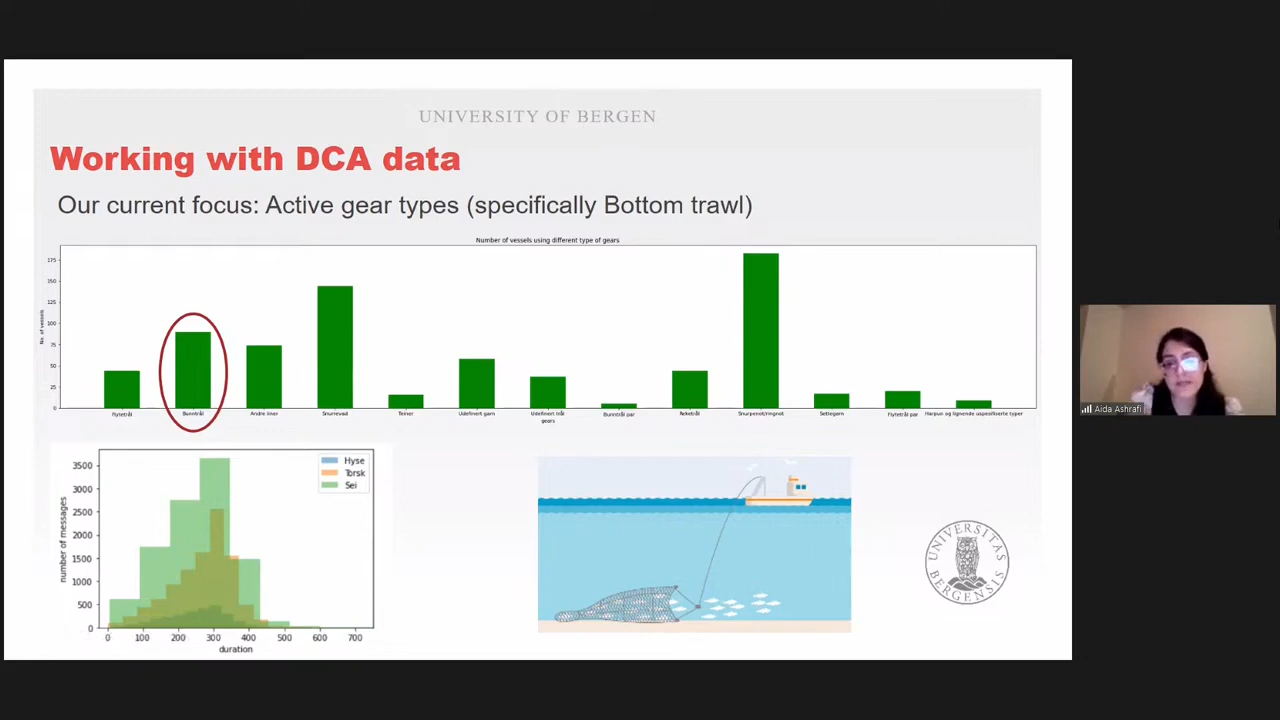 UNIVERSITY OF BERGEN
Working with DCA data
Our current focus: Active gear types (specifically Bottom trawl)
Number of vessels using different type of gears
No. of vessels
175
150
125
100
75
50
25
0
Flytetrål Bunntrål Andre liner Snurrevad Teiner Udefinert garn Udefinert trål Bunntrål par Reketrål Snurpenot/ringnot Settegarn Flytetrål par Harpun og lignende uspesifiserte typer
gears
number of messages
3500
3000
2500
2000
1500
1000
500
0
Hyse
Torsk
Sei
0 100 200 300 400 500 600 700
duration
UNIVERSITAS
BERGENSIS
Aida Ashrafi